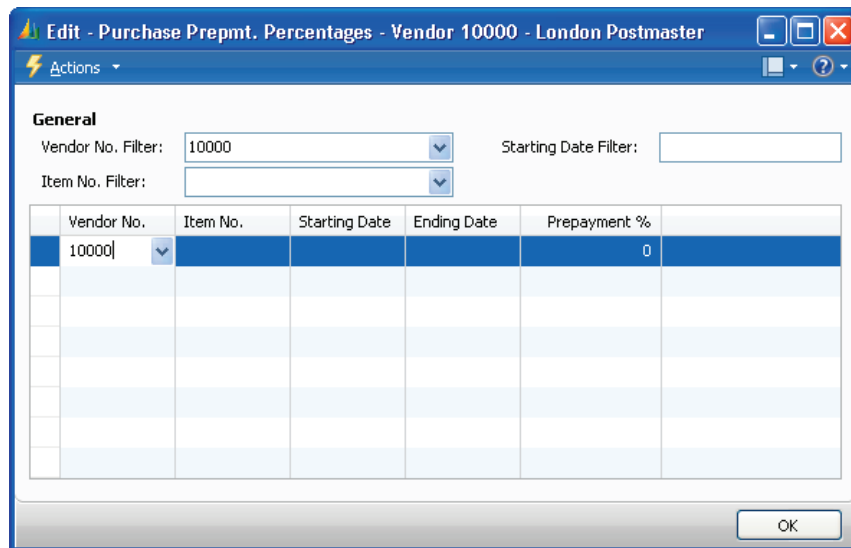 Edit - Purchase Prepmt. Percentages - Vendor 10000 - London Postmaster
Actions
General
Vendor No. Filter: 10000 Starting Date Filter:
Item No. Filter:
Vendor No. Item No. Starting Date Ending Date Prepayment %
10000 0
OK